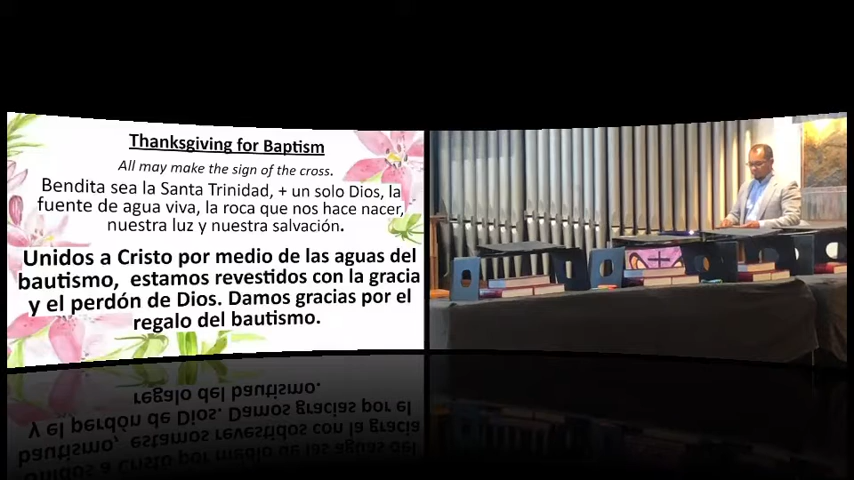 Thanksgiving for Baptism
All may make the sign of the cross.
Bendita sea la Santa Trinidad, + un solo Dios, la
fuente de agua viva, la roca que nos hace nacer,
nuestra luz y nuestra salvación.
Unidos a Cristo por medio de las aguas del
bautismo, estamos revestidos con la gracia
y el perdón de Dios. Damos gracias por el
regalo del bautismo.